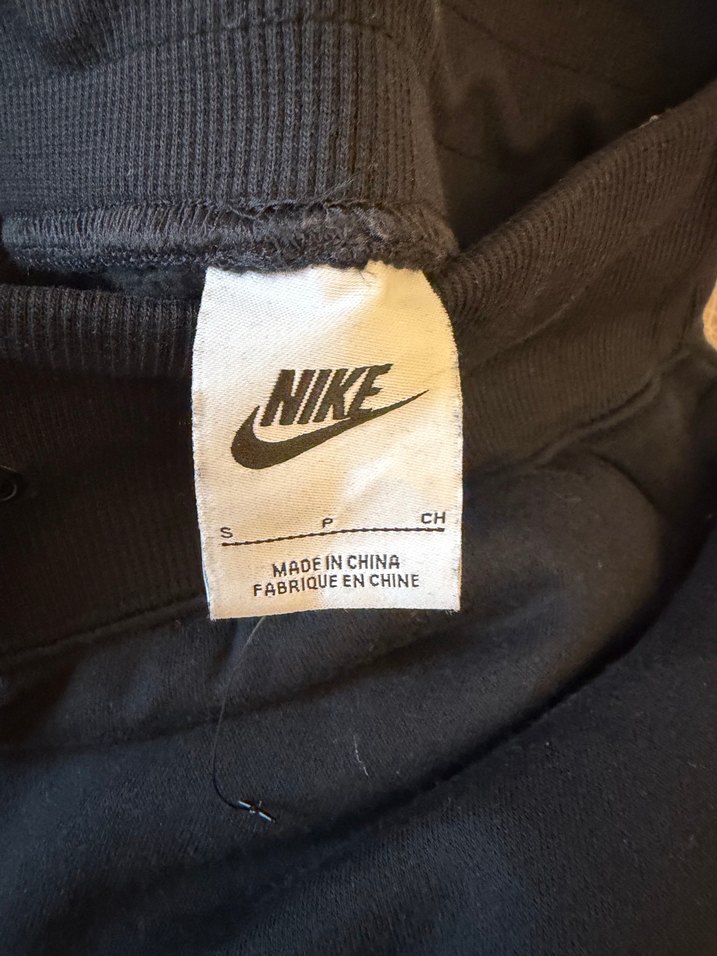 NIKE
S P CH
MADE IN CHINA
FABRIQUE EN CHINE